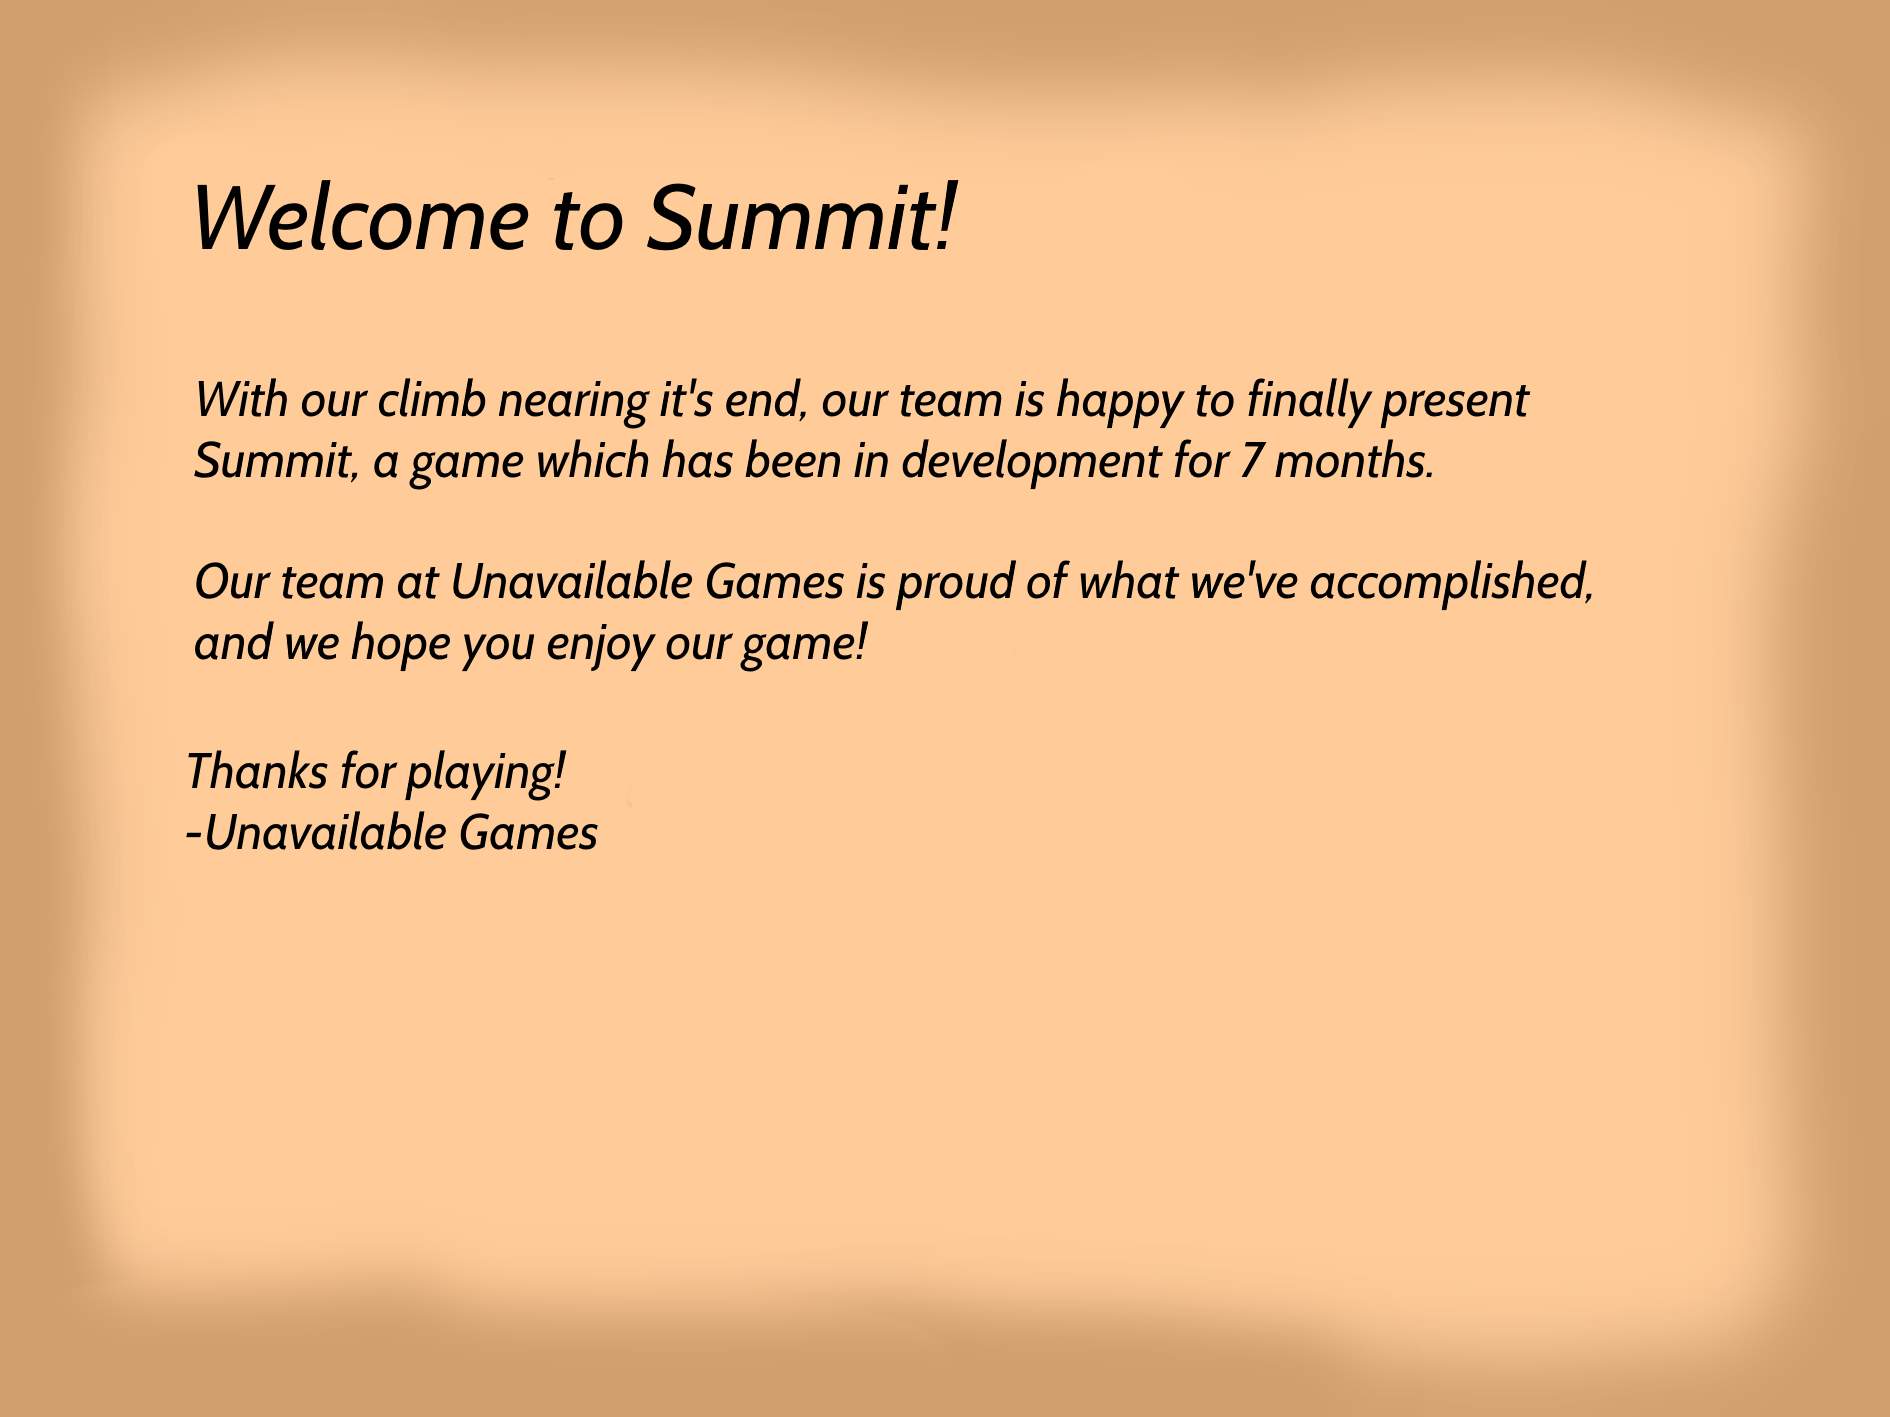 Welcome to Summit!
With our climb nearing it's end, our team is happy to finally present
Summit, a game which has been in development for 7 months.
Our team at Unavailable Games is proud of what we've accomplished,
and we hope you enjoy our game!
Thanks for playing!
-Unavailable Games